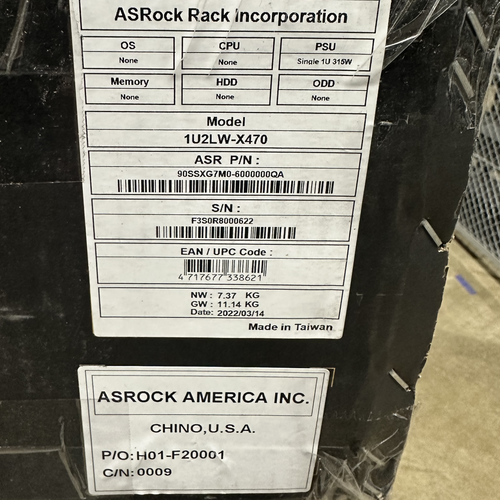 ASRock Rack Incorporation
OS CPU PSU
None None Single 1U 315W
Memory HDD ODD
None None None
Model
1U2LW-X470
ASR P/N :
90SSXG7M0-6000000QA
S/N :
F3S0R8000622
EAN / UPC Code :
4 717677 338621
NW : 7.37 KG
GW : 11.14 KG
Date: 2022/03/14
Made in Taiwan
ASROCK AMERICA INC.
CHINO,U.S.A.
P/O:H01-F20001
C/N:0009